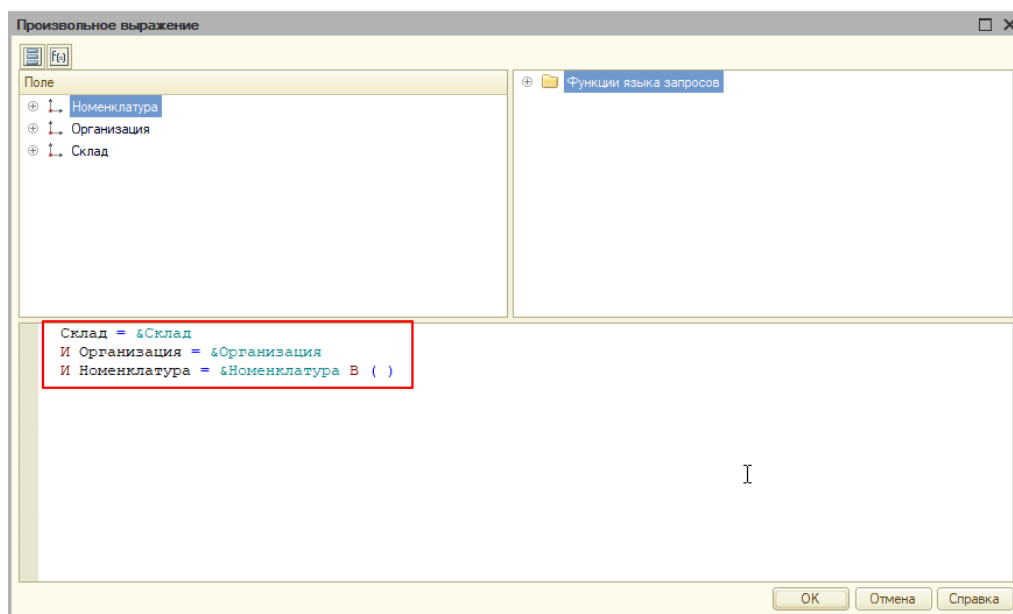 Произвольное выражение
f(x)
Поле
Номенклатура
Организация
Склад
Функции языка запросов
Склад = &Склад
И Организация = &Организация
И Номенклатура = &Номенклатура В ( )
ОК Отмена Справка